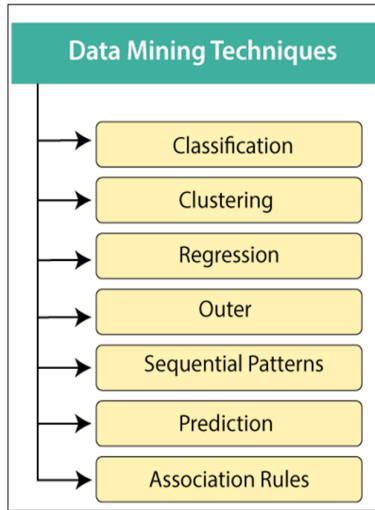 Data Mining Techniques
Classification
Clustering
Regression
Outer
Sequential Patterns
Prediction
Association Rules